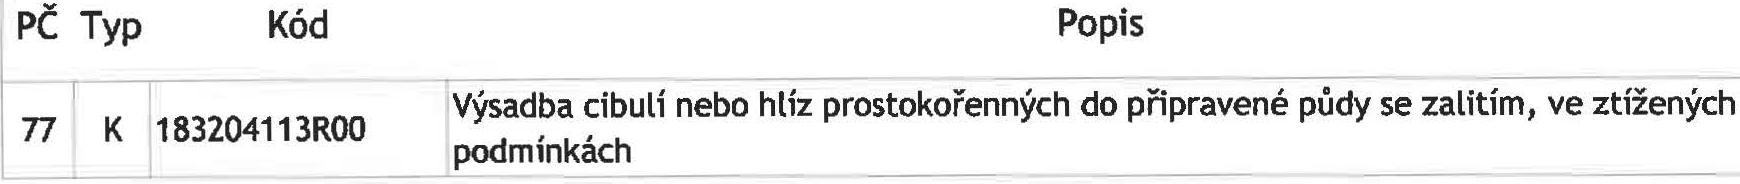 PČ Typ Kód Popis
77 K 183204113R00 Výsadba cibulí nebo hlíz prostokořenných do připravené půdy se zalitím, ve ztížených
podmínkách